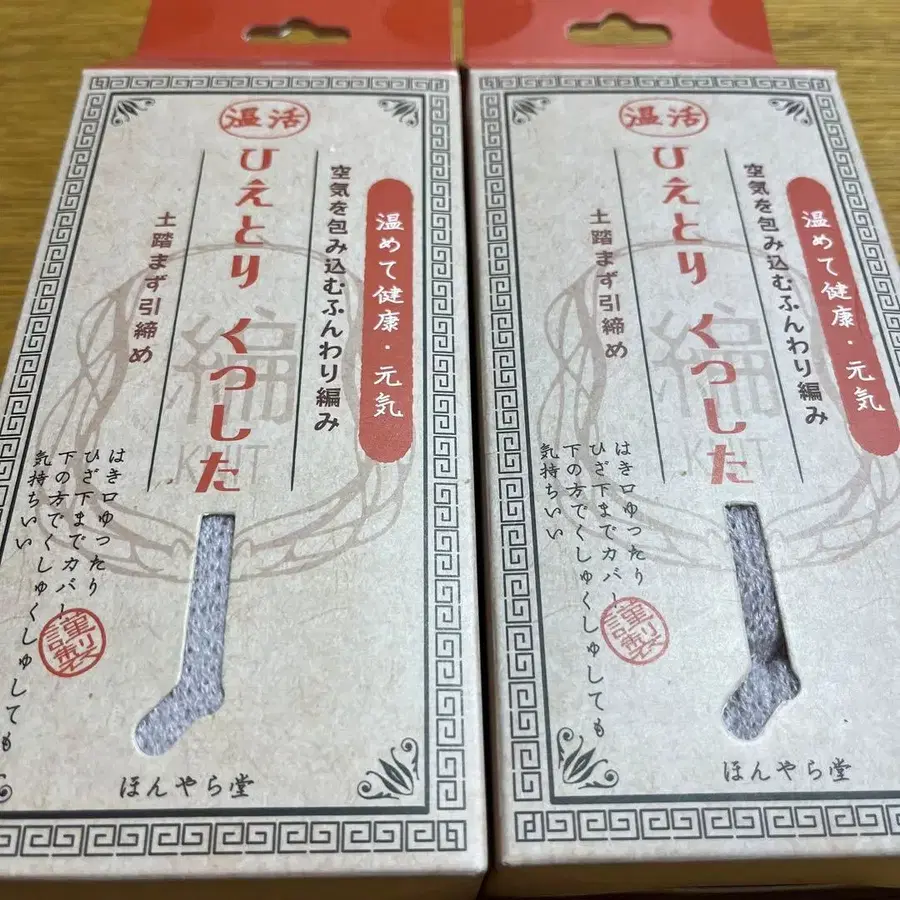 温活
温めて健康・元気
空気を包み込むふんわり編み
ひえとり くつした
土踏まず引締め
編
KNIT
はき口ゆったり
ひざ下までカバー
下の方でくしゅくしゅしても
気持ちいい
謹製
ほんやら堂
温活
温めて健康・元気
空気を包み込むふんわり編み
ひえとり くつした
土踏まず引締め
編
KNIT
はき口ゆったり
ひざ下までカバー
下の方でくしゅくしゅしても
気持ちいい
謹製
ほんやら堂